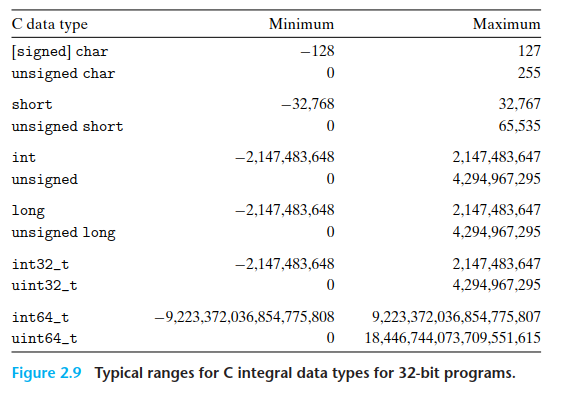 C data type Minimum Maximum
[signed] char −128 127
unsigned char 0 255
short −32,768 32,767
unsigned short 0 65,535
int −2,147,483,648 2,147,483,647
unsigned 0 4,294,967,295
long −2,147,483,648 2,147,483,647
unsigned long 0 4,294,967,295
int32_t −2,147,483,648 2,147,483,647
uint32_t 0 4,294,967,295
int64_t −9,223,372,036,854,775,808 9,223,372,036,854,775,807
uint64_t 0 18,446,744,073,709,551,615
Figure 2.9 Typical ranges for C integral data types for 32-bit programs.